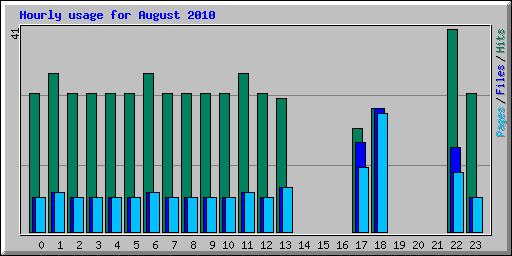 Hourly usage for August 2010
41
Pages / Files / Hits
0 1 2 3 4 5 6 7 8 9 10 11 12 13 14 15 16 17 18 19 20 21 22 23